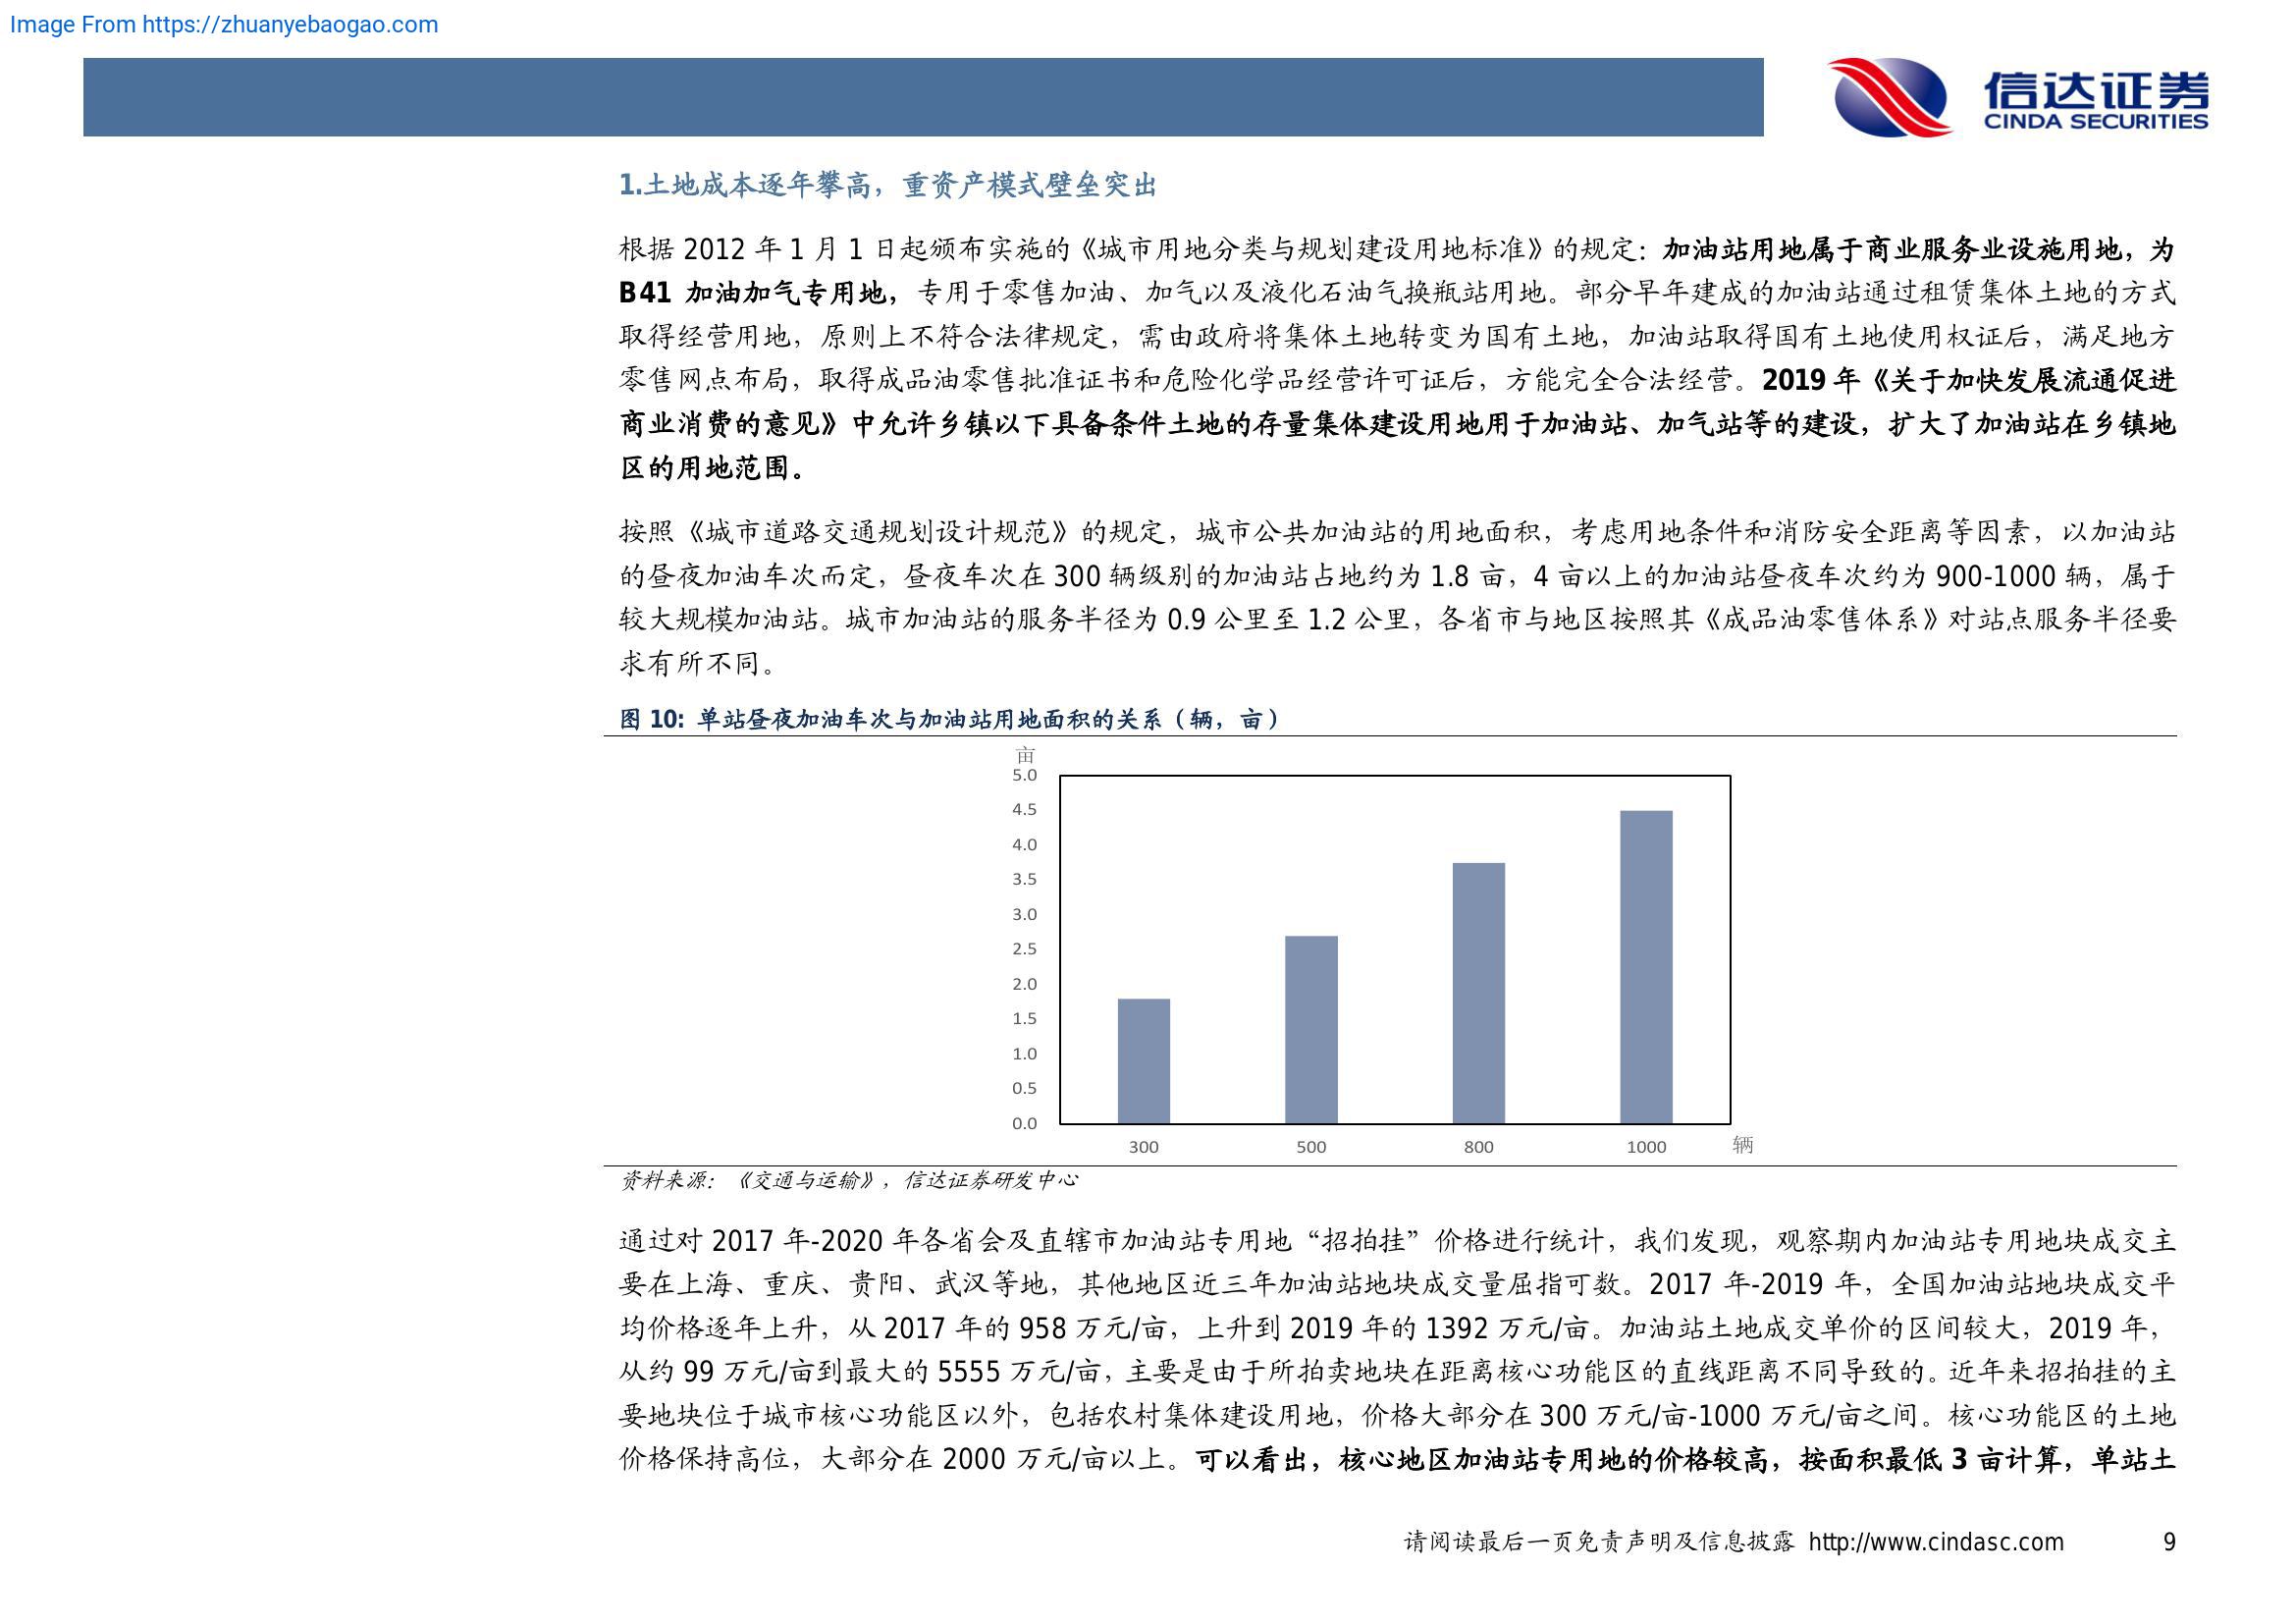 Image From https://zhuanyebaogao.com
信达证券
CINDA SECURITIES
1.土地成本逐年攀高，重资产模式壁垒突出
根据 2012 年 1 月 1 日起颁布实施的《城市用地分类与规划建设用地标准》的规定：加油站用地属于商业服务业设施用地，为
B41 加油加气专用地，专用于零售加油、加气以及液化石油气换瓶站用地。部分早年建成的加油站通过租赁集体土地的方式
取得经营用地，原则上不符合法律规定，需由政府将集体土地转变为国有土地，加油站取得国有土地使用权证后，满足地方
零售网点布局，取得成品油零售批准证书和危险化学品经营许可证后，方能完全合法经营。2019 年《关于加快发展流通促进
商业消费的意见》中允许乡镇以下具备条件土地的存量集体建设用地用于加油站、加气站等的建设，扩大了加油站在乡镇地
区的用地范围。
按照《城市道路交通规划设计规范》的规定，城市公共加油站的用地面积，考虑用地条件和消防安全距离等因素，以加油站
的昼夜加油车次而定，昼夜车次在 300 辆级别的加油站占地约为 1.8 亩，4 亩以上的加油站昼夜车次约为 900-1000 辆，属于
较大规模加油站。城市加油站的服务半径为 0.9 公里至 1.2 公里，各省市与地区按照其《成品油零售体系》对站点服务半径要
求有所不同。
图 10: 单站昼夜加油车次与加油站用地面积的关系（辆，亩）
亩
5.0
4.5
4.0
3.5
3.0
2.5
2.0
1.5
1.0
0.5
0.0
300 500 800 1000 辆
资料来源：《交通与运输》，信达证券研发中心
通过对 2017 年-2020 年各省会及直辖市加油站专用地“招拍挂”价格进行统计，我们发现，观察期内加油站专用地块成交主
要在上海、重庆、贵阳、武汉等地，其他地区近三年加油站地块成交量屈指可数。2017 年-2019 年，全国加油站地块成交平
均价格逐年上升，从 2017 年的 958 万元/亩，上升到 2019 年的 1392 万元/亩。加油站土地成交单价的区间较大，2019 年，
从约 99 万元/亩到最大的 5555 万元/亩，主要是由于所拍卖地块在距离核心功能区的直线距离不同导致的。近年来招拍挂的主
要地块位于城市核心功能区以外，包括农村集体建设用地，价格大部分在 300 万元/亩-1000 万元/亩之间。核心功能区的土地
价格保持高位，大部分在 2000 万元/亩以上。可以看出，核心地区加油站专用地的价格较高，按面积最低 3 亩计算，单站土
请阅读最后一页免责声明及信息披露 http://www.cindasc.com 9